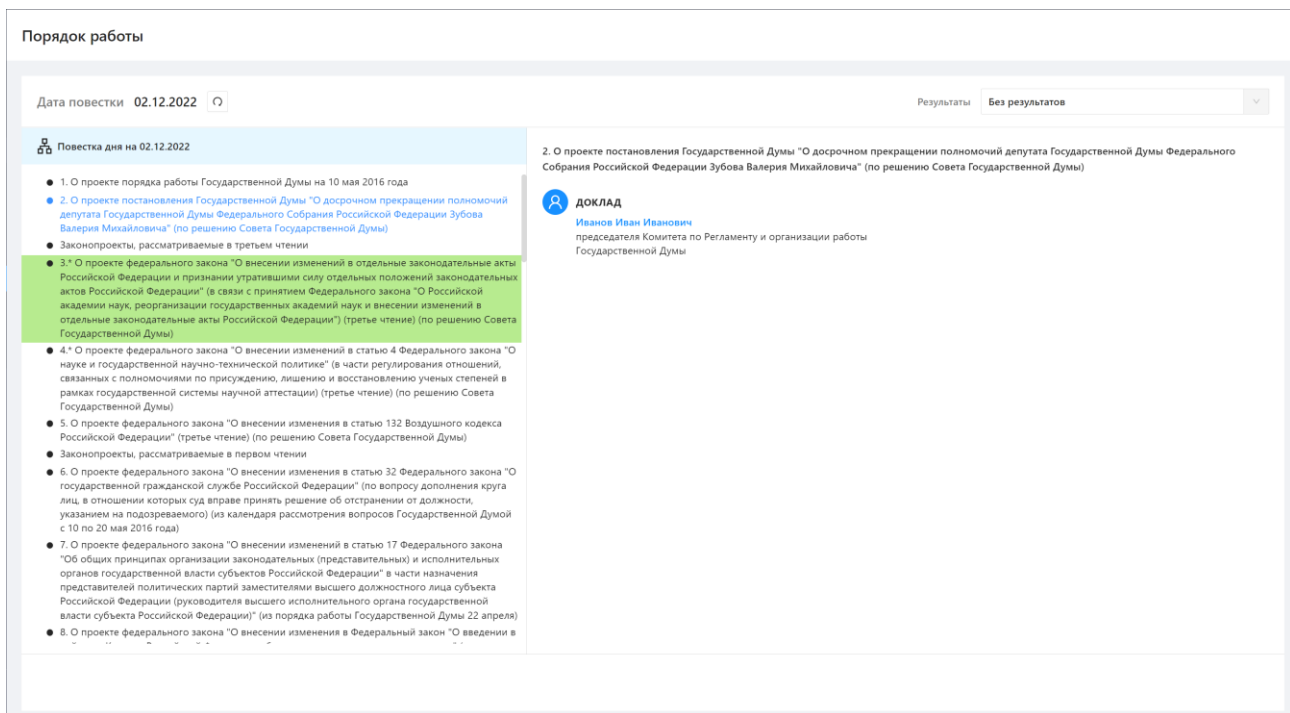 Порядок работы
Дата повестки 02.12.2022
Результаты Без результатов
Повестка дня на 02.12.2022
1. О проекте порядка работы Государственной Думы на 10 мая 2016 года
2. О проекте постановления Государственной Думы "О досрочном прекращении полномочий
депутата Государственной Думы Федерального Собрания Российской Федерации Зубова
Валерия Михайловича" (по решению Совета Государственной Думы)
Законопроекты, рассматриваемые в третьем чтении
3.* О проекте федерального закона "О внесении изменений в отдельные законодательные акты
Российской Федерации и признании утратившими силу отдельных положений законодательных
актов Российской Федерации" (в связи с принятием Федерального закона "О Российской
академии наук, реорганизации государственных академий наук и внесении изменений в
отдельные законодательные акты Российской Федерации") (третье чтение) (по решению Совета
Государственной Думы)
4.* О проекте федерального закона "О внесении изменений в статью 4 Федерального закона "О
науке и государственной научно-технической политике" (в части регулирования отношений,
связанных с полномочиями по присуждению, лишению и восстановлению ученых степеней в
рамках государственной системы научной аттестации) (третье чтение) (по решению Совета
Государственной Думы)
5. О проекте федерального закона "О внесении изменения в статью 132 Воздушного кодекса
Российской Федерации" (третье чтение) (по решению Совета Государственной Думы)
Законопроекты, рассматриваемые в первом чтении
6. О проекте федерального закона "О внесении изменения в статью 32 Федерального закона "О
государственной гражданской службе Российской Федерации" (по вопросу дополнения круга
лиц, в отношении которых суд вправе принять решение об отстранении от должности,
указанием на подозреваемого) (из календаря рассмотрения вопросов Государственной Думой
с 10 по 20 мая 2016 года)
7. О проекте федерального закона "О внесении изменений в статью 17 Федерального закона
"Об общих принципах организации законодательных (представительных) и исполнительных
органов государственной власти субъектов Российской Федерации" в части назначения
представителей политических партий заместителями высшего должностного лица субъекта
Российской Федерации (руководителя высшего исполнительного органа государственной
власти субъекта Российской Федерации)" (из порядка работы Государственной Думы 22 апреля)
8. О проекте федерального закона "О внесении изменения в Федеральный закон "О введении в
2. О проекте постановления Государственной Думы "О досрочном прекращении полномочий депутата Государственной Думы Федерального
Собрания Российской Федерации Зубова Валерия Михайловича" (по решению Совета Государственной Думы)
ДОКЛАД
Иванов Иван Иванович
председателя Комитета по Регламенту и организации работы
Государственной Думы